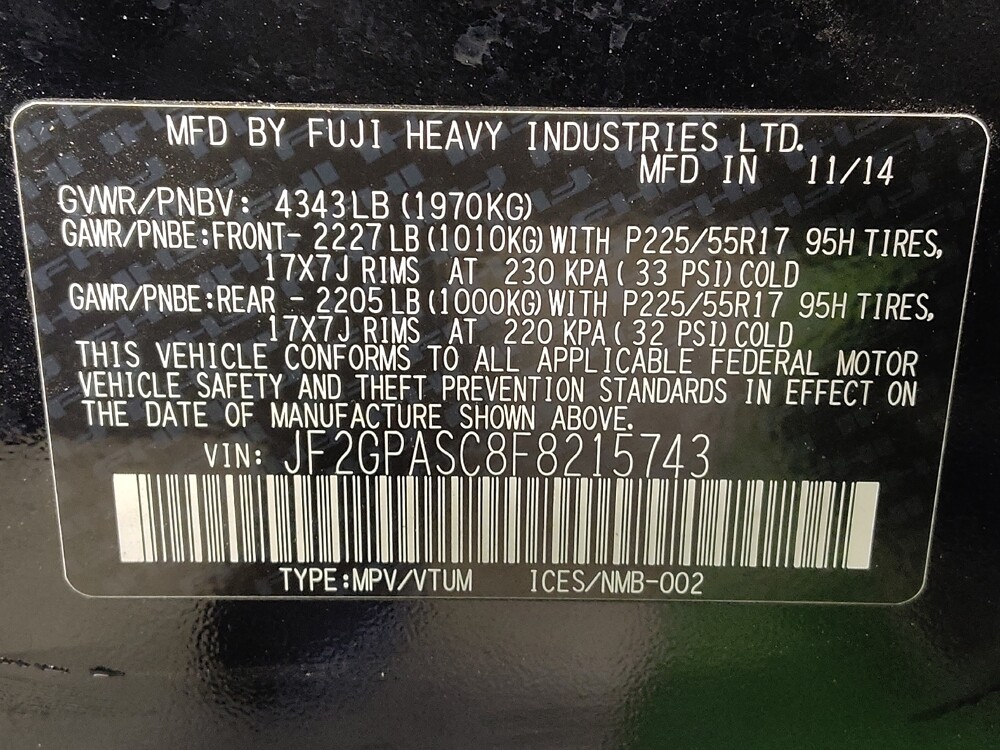 MFD BY FUJI HEAVY INDUSTRIES LTD.
MFD IN 11/14
GVWR/PNBV: 4343LB (1970KG)
GAWR/PNBE:FRONT- 2227 LB (1010KG) WITH P225/55R17 95H TIRES,
17X7J RIMS AT 230 KPA ( 33 PSI) COLD
GAWR/PNBE:REAR - 2205 LB (1000KG) WITH P225/55R17 95H TIRES,
17X7J RIMS AT 220 KPA ( 32 PSI) COLD
THIS VEHICLE CONFORMS TO ALL APPLICABLE FEDERAL MOTOR
VEHICLE SAFETY AND THEFT PREVENTION STANDARDS IN EFFECT ON
THE DATE OF MANUFACTURE SHOWN ABOVE.
VIN: JF2GPASC8F8215743
TYPE:MPV/VTUM ICES/NMB-002